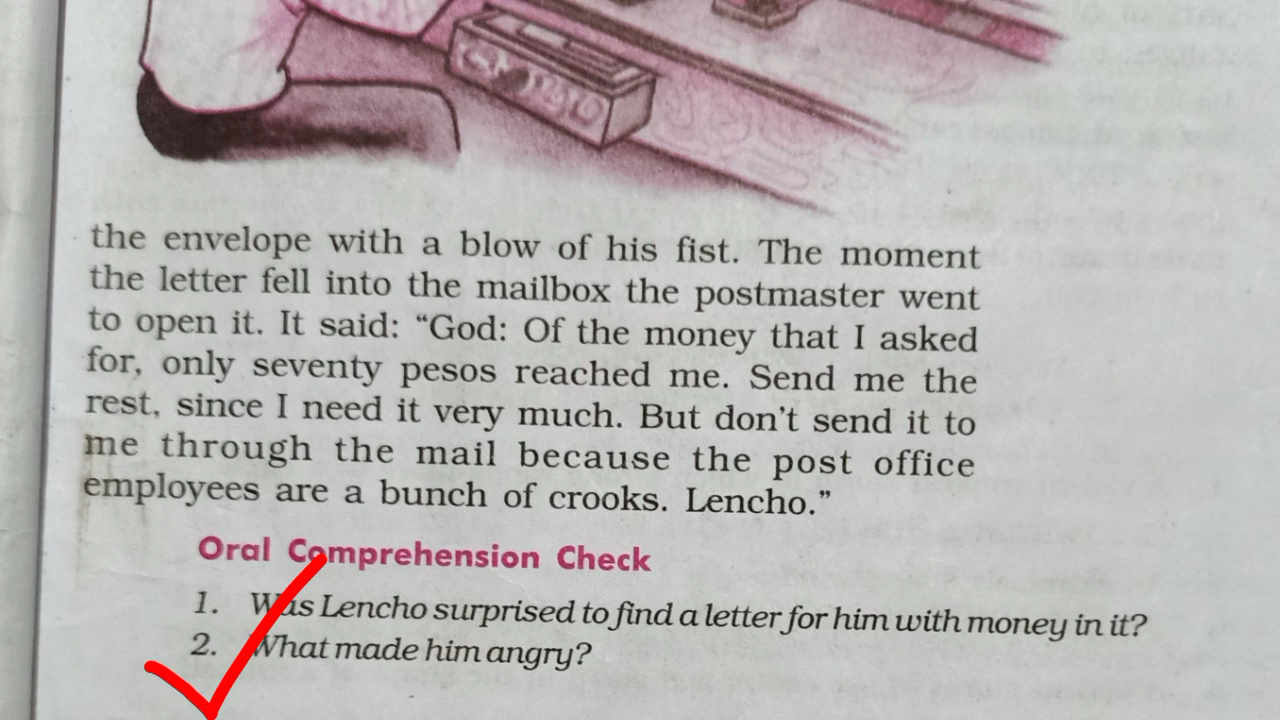 the envelope with a blow of his fist. The moment
the letter fell into the mailbox the postmaster went
to open it. It said: “God: Of the money that I asked
for, only seventy pesos reached me. Send me the
rest, since I need it very much. But don’t send it to
me through the mail because the post office
employees are a bunch of crooks. Lencho.”
Oral Comprehension Check
1. Was Lencho surprised to find a letter for him with money in it?
2. What made him angry?